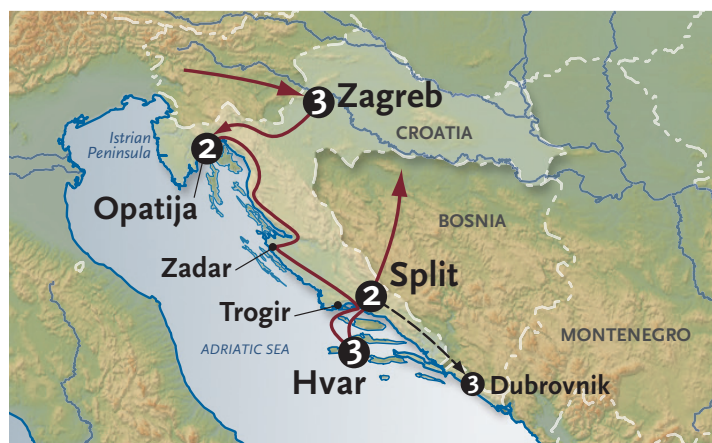 3 Zagreb
CROATIA
Istrian
Peninsula
2
Opatija
BOSNIA
Zadar
Split
2
Trogir
MONTENEGRO
ADRIATIC SEA
3
Hvar
3 Dubrovnik